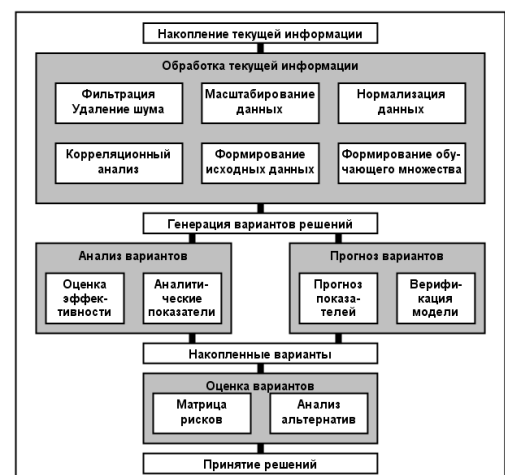 Накопление текущей информации
Обработка текущей информации
Фильтрация
Удаление шума
Масштабирование
данных
Нормализация
данных
Корреляционный
анализ
Формирование
исходных данных
Формирование обу-
чающего множества
Генерация вариантов решений
Анализ вариантов
Оценка
эффек-
тивности
Аналити-
ческие
показатели
Прогноз вариантов
Прогноз
показа-
телей
Верифи-
кация
модели
Накопленные варианты
Оценка вариантов
Матрица
рисков
Анализ
альтернатив
Принятие решений